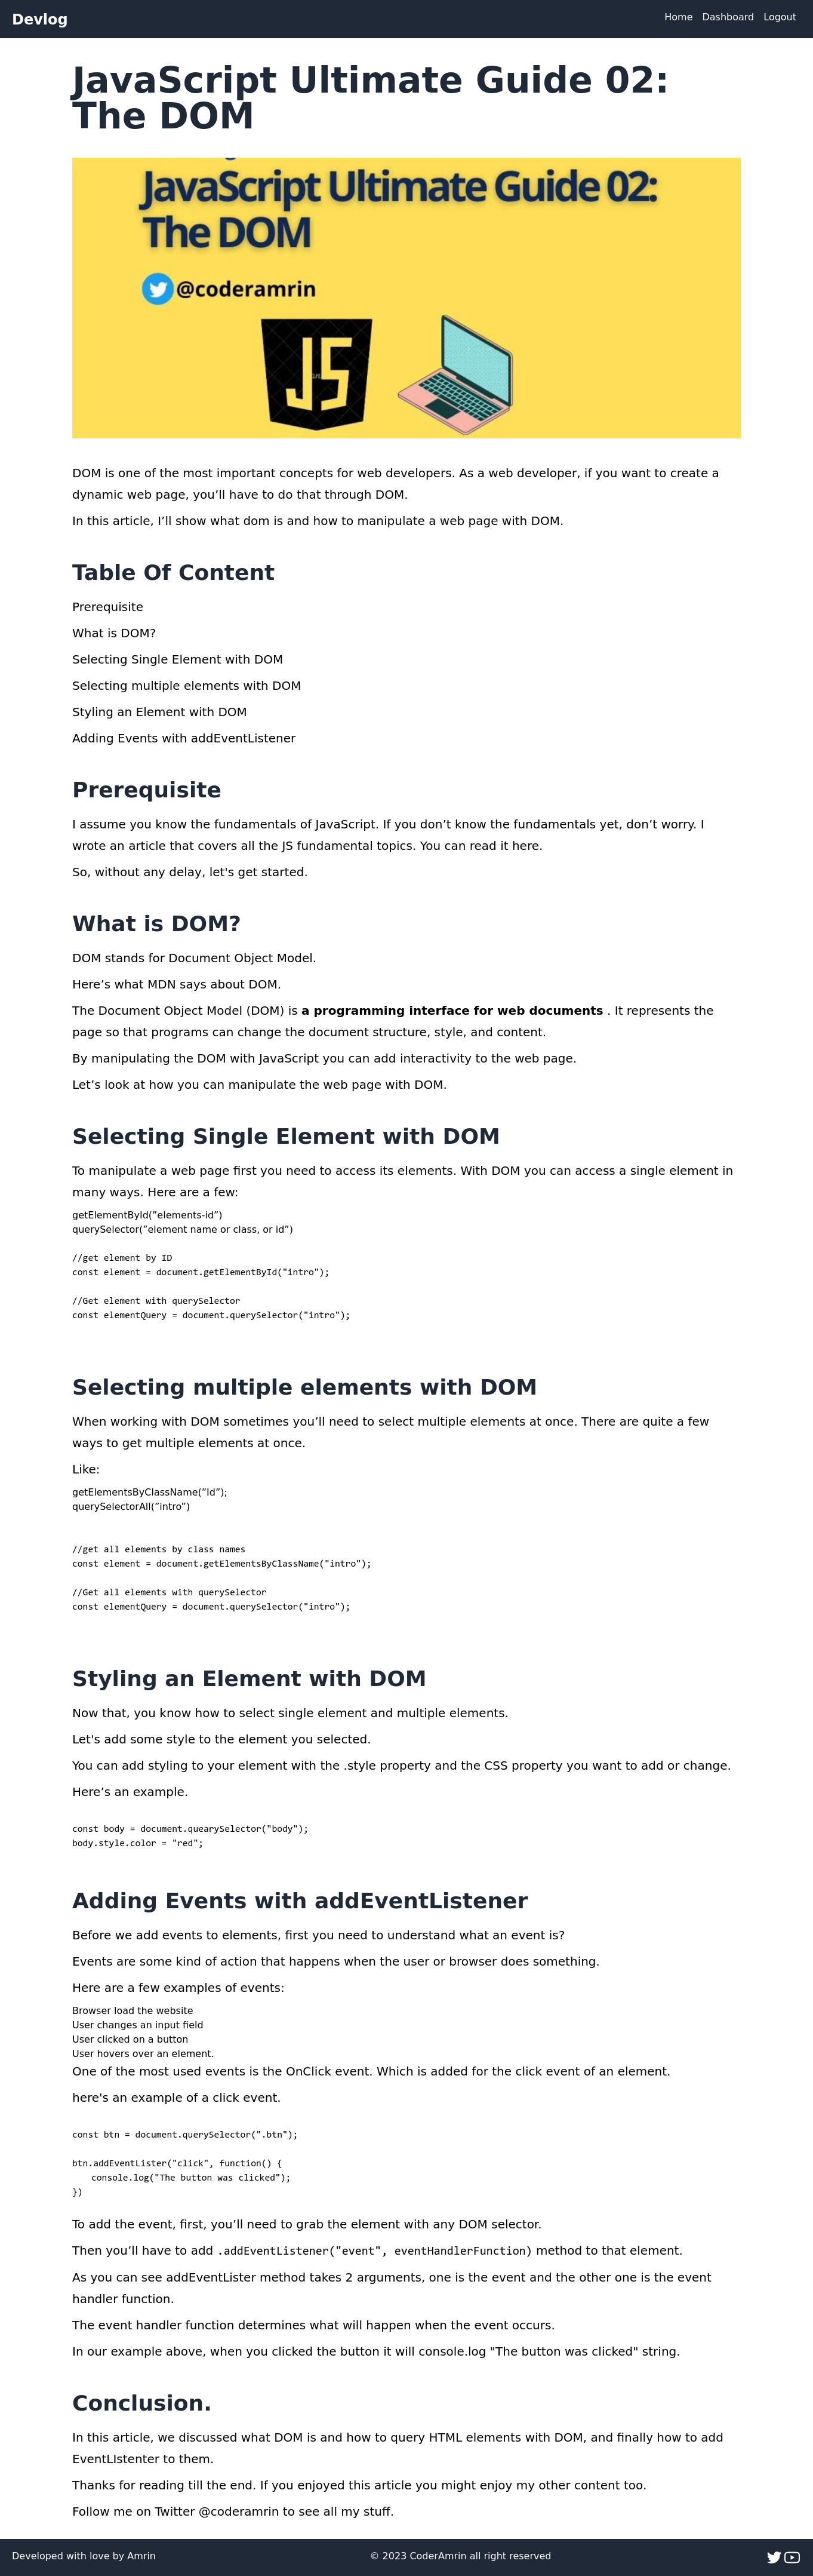 Devlog
Home Dashboard Logout
JavaScript Ultimate Guide 02:
The DOM
JavaScript Ultimate Guide 02:
The DOM
@coderamrin
JS
DOM is one of the most important concepts for web developers. As a web developer, if you want to create a
dynamic web page, you’ll have to do that through DOM.
In this article, I’ll show what dom is and how to manipulate a web page with DOM.
Table Of Content
Prerequisite
What is DOM?
Selecting Single Element with DOM
Selecting multiple elements with DOM
Styling an Element with DOM
Adding Events with addEventListener
Prerequisite
I assume you know the fundamentals of JavaScript. If you don’t know the fundamentals yet, don’t worry. I
wrote an article that covers all the JS fundamental topics. You can read it here.
So, without any delay, let's get started.
What is DOM?
DOM stands for Document Object Model.
Here’s what MDN says about DOM.
The Document Object Model (DOM) is a programming interface for web documents . It represents the
page so that programs can change the document structure, style, and content.
By manipulating the DOM with JavaScript you can add interactivity to the web page.
Let’s look at how you can manipulate the web page with DOM.
Selecting Single Element with DOM
To manipulate a web page first you need to access its elements. With DOM you can access a single element in
many ways. Here are a few:
getElementById(”elements-id”)
querySelector(”element name or class, or id”)
//get element by ID
const element = document.getElementById("intro");
//Get element with querySelector
const elementQuery = document.querySelector("intro");
Selecting multiple elements with DOM
When working with DOM sometimes you’ll need to select multiple elements at once. There are quite a few
ways to get multiple elements at once.
Like:
getElementsByClassName(”Id”);
querySelectorAll(”intro”)
//get all elements by class names
const element = document.getElementsByClassName("intro");
//Get all elements with querySelector
const elementQuery = document.querySelector("intro");
Styling an Element with DOM
Now that, you know how to select single element and multiple elements.
Let's add some style to the element you selected.
You can add styling to your element with the .style property and the CSS property you want to add or change.
Here’s an example.
const body = document.quearySelector("body");
body.style.color = "red";
Adding Events with addEventListener
Before we add events to elements, first you need to understand what an event is?
Events are some kind of action that happens when the user or browser does something.
Here are a few examples of events:
Browser load the website
User changes an input field
User clicked on a button
User hovers over an element.
One of the most used events is the OnClick event. Which is added for the click event of an element.
here's an example of a click event.
const btn = document.querySelector(".btn");
btn.addEventLister("click", function() {
console.log("The button was clicked");
})
To add the event, first, you’ll need to grab the element with any DOM selector.
Then you’ll have to add .addEventListener("event", eventHandlerFunction) method to that element.
As you can see addEventLister method takes 2 arguments, one is the event and the other one is the event
handler function.
The event handler function determines what will happen when the event occurs.
In our example above, when you clicked the button it will console.log "The button was clicked" string.
Conclusion.
In this article, we discussed what DOM is and how to query HTML elements with DOM, and finally how to add
EventLIstenter to them.
Thanks for reading till the end. If you enjoyed this article you might enjoy my other content too.
Follow me on Twitter @coderamrin to see all my stuff.
Developed with love by Amrin
© 2023 CoderAmrin all right reserved